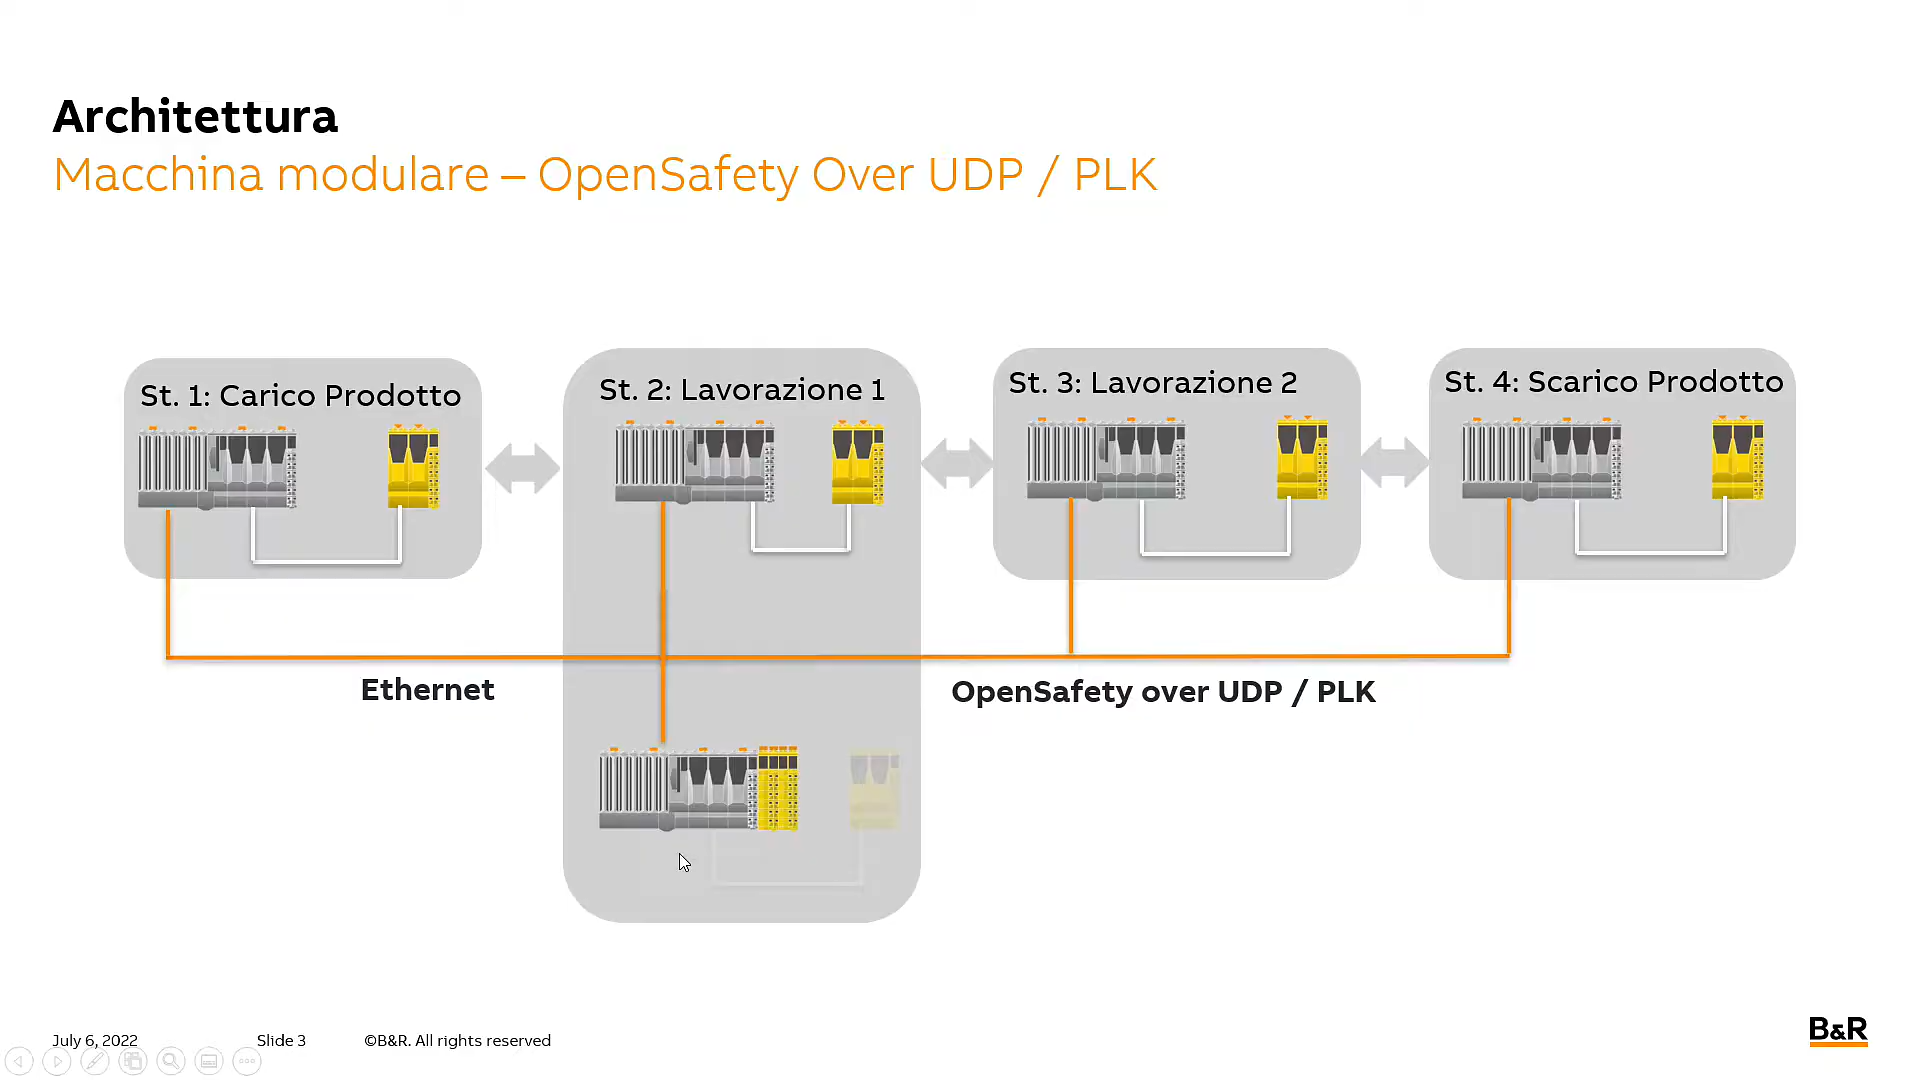 Architettura
Macchina modulare – OpenSafety Over UDP / PLK
St. 1: Carico Prodotto
St. 2: Lavorazione 1
St. 3: Lavorazione 2
St. 4: Scarico Prodotto
Ethernet
OpenSafety over UDP / PLK
July 6, 2022
Slide 3
©B&R. All rights reserved
B&R